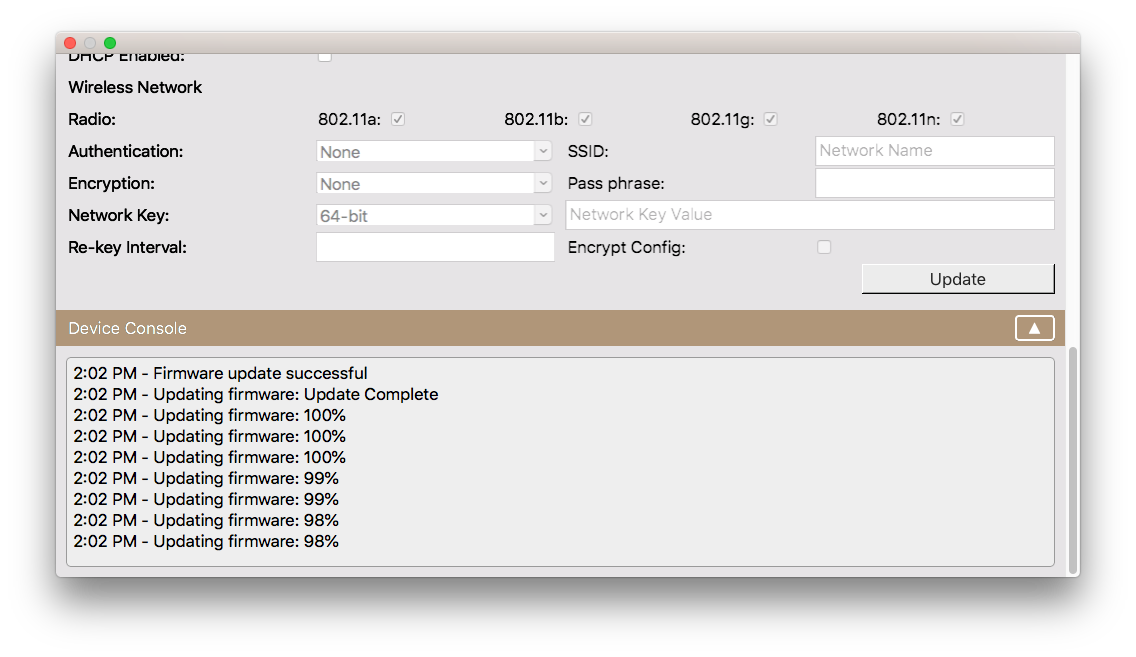 DHCP Enabled:
Wireless Network
Radio: 802.11a: 802.11b: 802.11g: 802.11n:
Authentication: None SSID: Network Name
Encryption: None Pass phrase:
Network Key: 64-bit Network Key Value
Re-key Interval: Encrypt Config:
Update
Device Console
2:02 PM - Firmware update successful
2:02 PM - Updating firmware: Update Complete
2:02 PM - Updating firmware: 100%
2:02 PM - Updating firmware: 100%
2:02 PM - Updating firmware: 100%
2:02 PM - Updating firmware: 99%
2:02 PM - Updating firmware: 99%
2:02 PM - Updating firmware: 98%
2:02 PM - Updating firmware: 98%